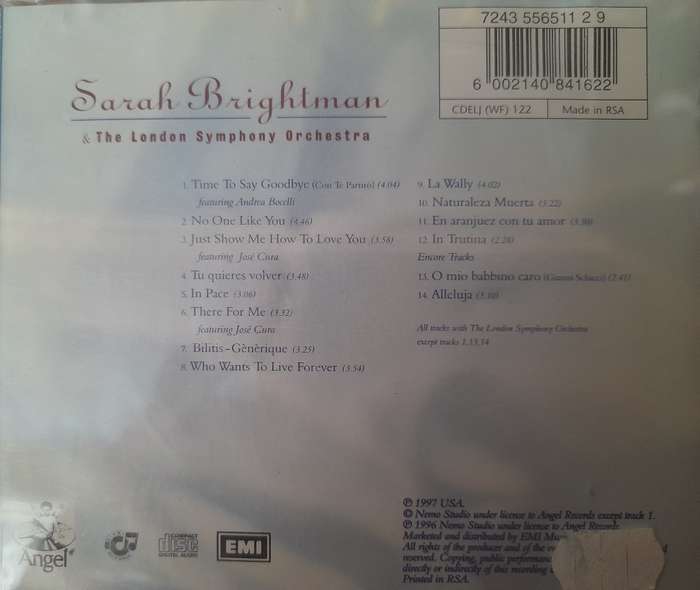 7243 556511 2 9
6 002140 841622
CDELJ (WF) 122 Made in RSA
Sarah Brightman
& The London Symphony Orchestra
1. Time To Say Goodbye (Con Te Partirò) (4.04)
featuring Andrea Bocelli
2. No One Like You (4.46)
3. Just Show Me How To Love You (3.58)
featuring José Cura
4. Tu quieres volver (3.48)
5. In Pace (3.06)
6. There For Me (3.32)
featuring José Cura
7. Bilitis-Gènèrique (3.25)
8. Who Wants To Live Forever (3.54)
9. La Wally (4.02)
10. Naturaleza Muerta (5.22)
11. En aranjuez con tu amor
12. In Trutina (2.28)
Encore Tracks
13. O mio babbino caro (Gianni Schicci) (2.41)
14. Alleluja (3.10)
All tracks with The London Symphony Orchestra
except tracks 1,13,14
Angel
COMPACT
disc
DIGITAL AUDIO
EMI
℗ 1997 USA.
© Nemo Studio under license to Angel Records except track 1.
℗ 1996 Nemo Studio under license to Angel Records
Marketed and distributed by EMI
All rights of the producer and of the
reserved. Copying, public performance
directly or indirectly of this recording
Printed in RSA.